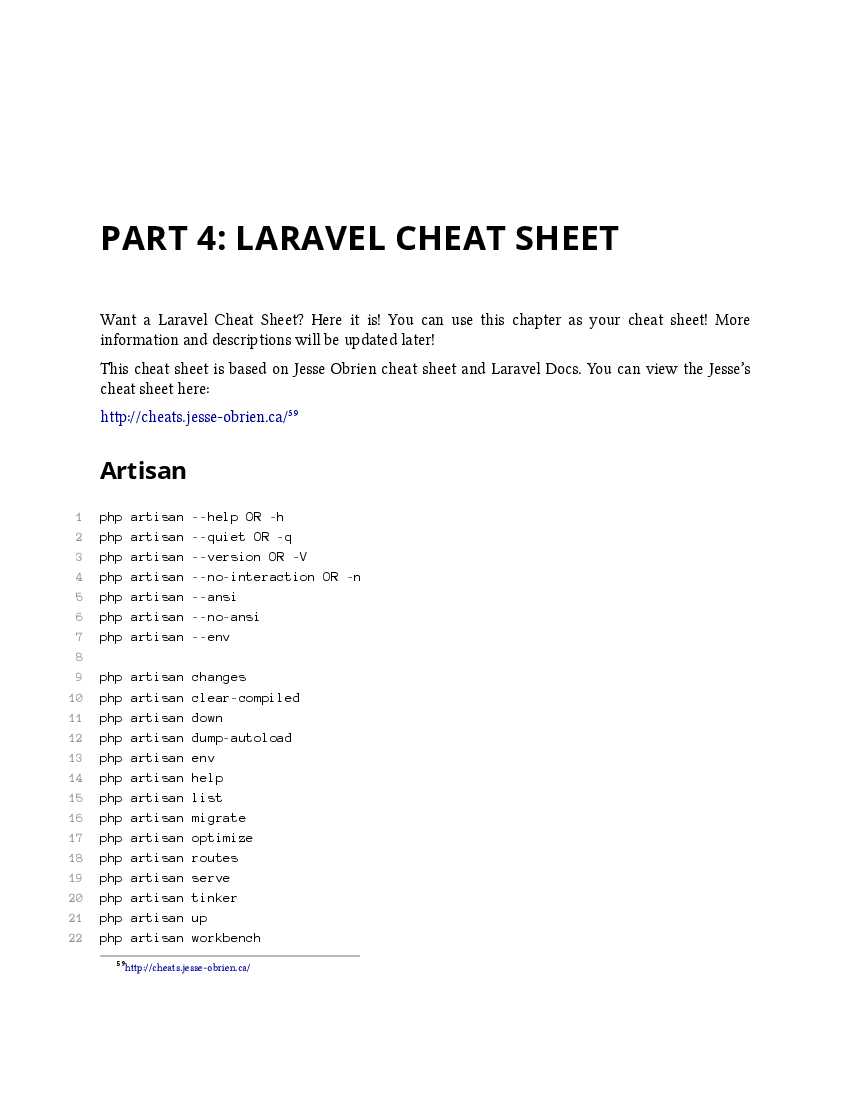 PART 4: LARAVEL CHEAT SHEET
Want a Laravel Cheat Sheet? Here it is! You can use this chapter as your cheat sheet! More
information and descriptions will be updated later!
This cheat sheet is based on Jesse Obrien cheat sheet and Laravel Docs. You can view the Jesse’s
cheat sheet here:
http://cheats.jesse-obrien.ca/⁵⁹
Artisan
1 php artisan --help OR -h
2 php artisan --quiet OR -q
3 php artisan --version OR -V
4 php artisan --no-interaction OR -n
5 php artisan --ansi
6 php artisan --no-ansi
7 php artisan --env
8
9 php artisan changes
10 php artisan clear-compiled
11 php artisan down
12 php artisan dump-autoload
13 php artisan env
14 php artisan help
15 php artisan list
16 php artisan migrate
17 php artisan optimize
18 php artisan routes
19 php artisan serve
20 php artisan tinker
21 php artisan up
22 php artisan workbench
⁵⁹http://cheats.jesse-obrien.ca/